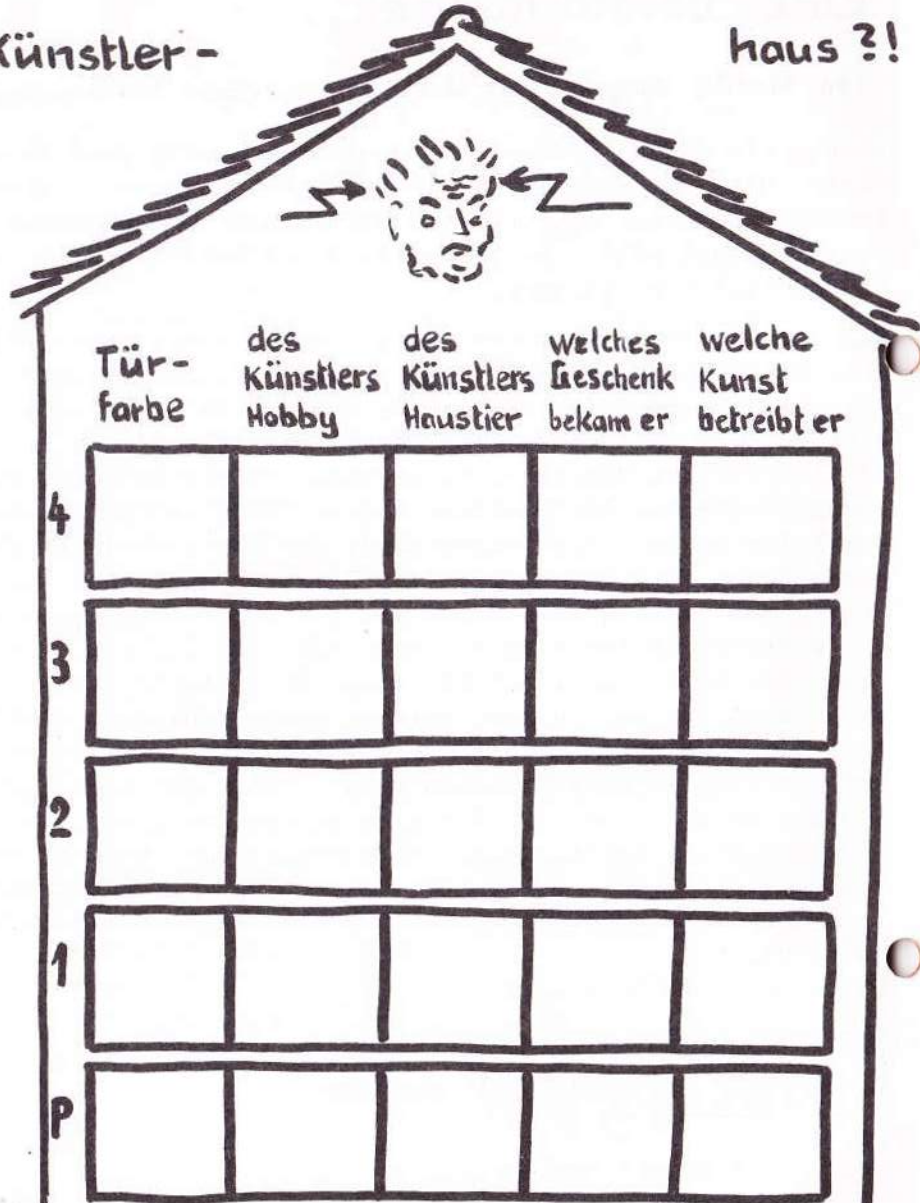 Künstler- haus ?!
Tür-
farbe
des
Künstlers
Hobby
des
Künstlers
Haustier
welches
Geschenk
bekam er
welche
Kunst
betreibt er
4
3
2
1
P